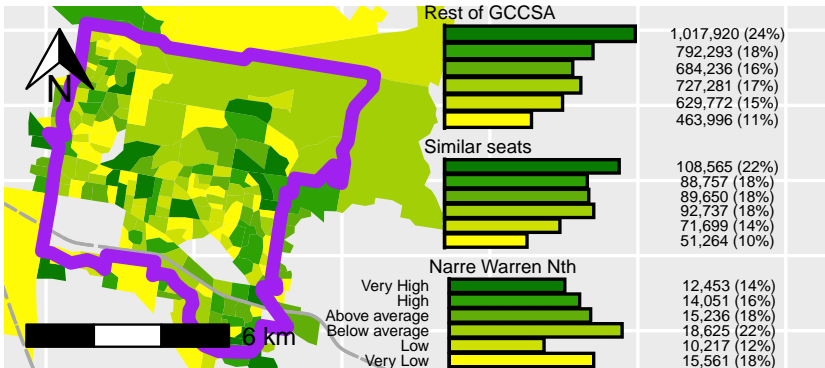 Rest of GCCSA
1,017,920 (24%)
792,293 (18%)
684,236 (16%)
727,281 (17%)
629,772 (15%)
463,996 (11%)
N
Similar seats
108,565 (22%)
88,757 (18%)
89,650 (18%)
92,737 (18%)
71,699 (14%)
51,264 (10%)
Narre Warren Nth
Very High 12,453 (14%)
High 14,051 (16%)
Above average 15,236 (18%)
Below average 18,625 (22%)
Low 10,217 (12%)
Very Low 15,561 (18%)
6 km